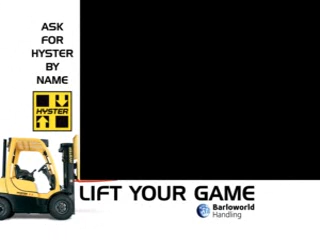 ASK
FOR
HYSTER
BY
NAME
HYSTER
LIFT YOUR GAME
Barloworld
Handling